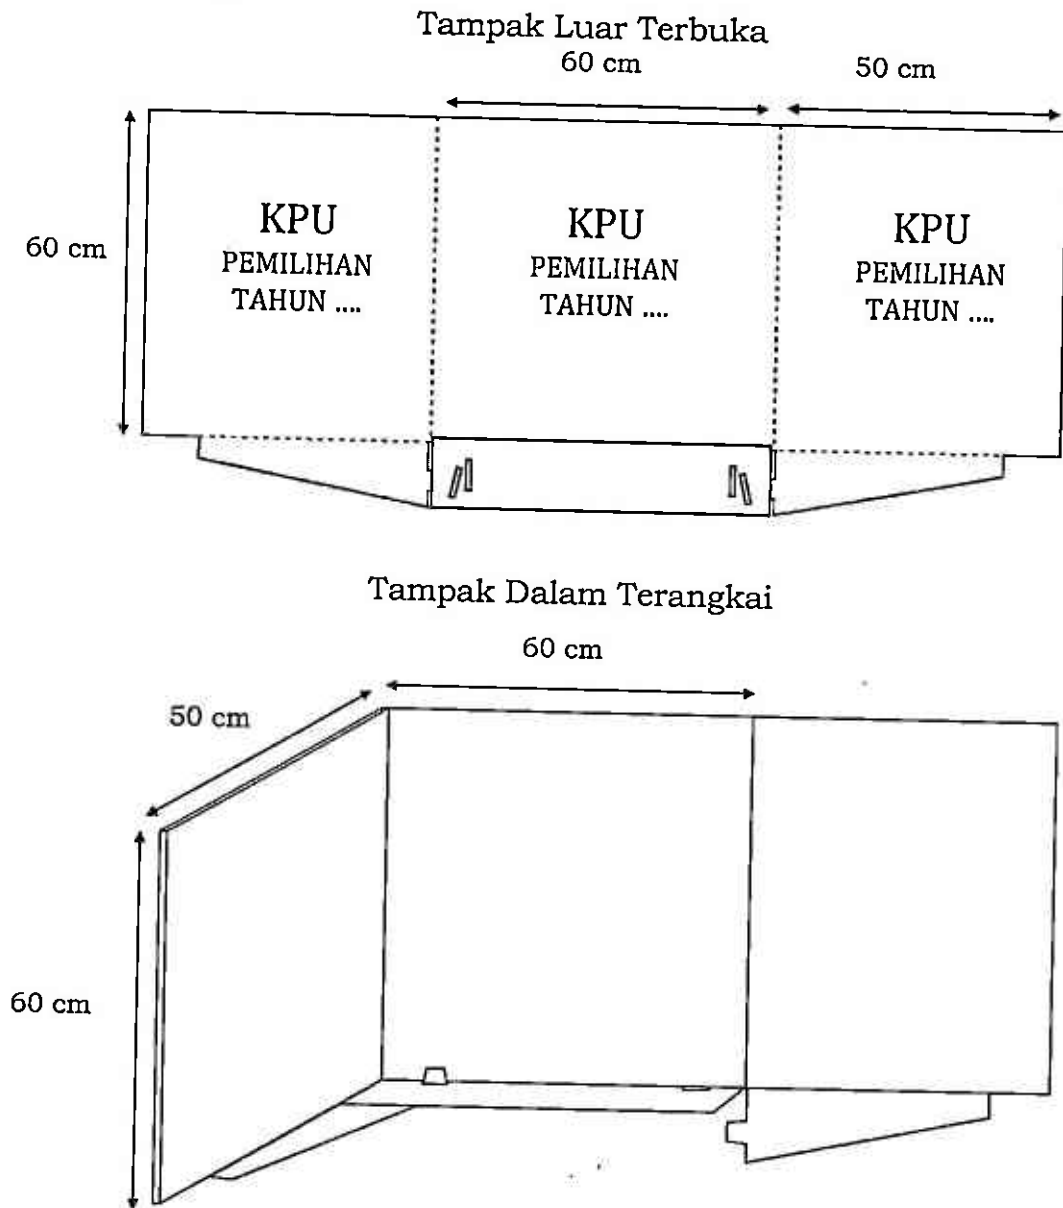 Tampak Luar Terbuka
60 cm
50 cm
60 cm
KPU
PEMILIHAN
TAHUN ....
KPU
PEMILIHAN
TAHUN ....
KPU
PEMILIHAN
TAHUN ....
Tampak Dalam Terangkai
60 cm
50 cm
60 cm